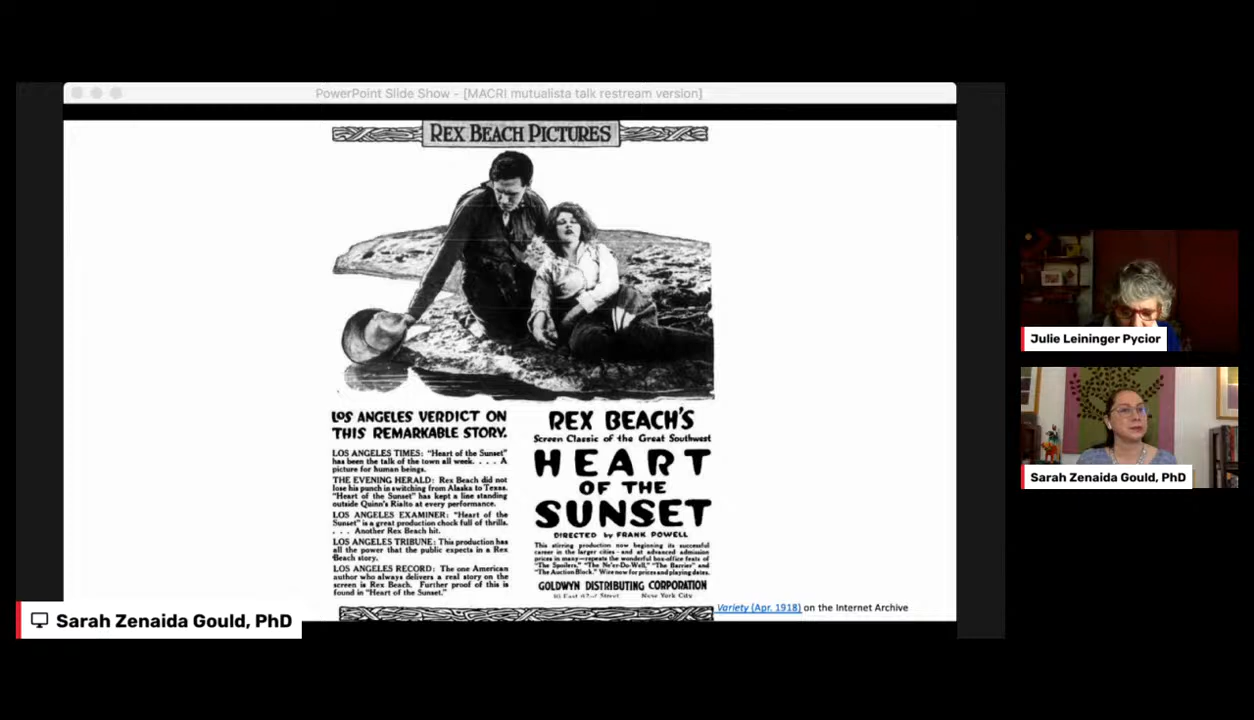 PowerPoint Slide Show - [MACRI mutualista talk restream version]
REX BEACH PICTURES
LOS ANGELES VERDICT ON
THIS REMARKABLE STORY.
LOS ANGELES TIMES: "Heart of the Sunset"
has been the talk of the town all week. . . . A
picture for human beings.
THE EVENING HERALD: Rex Beach did not
lose his punch in switching from Alaska to Texas.
"Heart of the Sunset" has kept a line standing
outside Quinn's Rialto at every performance.
LOS ANGELES EXAMINER: "Heart of the
Sunset" is a great production chock full of thrills.
. . . Another Rex Beach hit.
LOS ANGELES TRIBUNE: This production has
all the power that the public expects in a Rex
Beach story.
LOS ANGELES RECORD: The one American
author who always delivers a real story on the
screen is Rex Beach. Further proof of this is
found in "Heart of the Sunset."
REX BEACH'S
Screen Classic of the Great Southwest
HEART
OF THE
SUNSET
DIRECTED by FRANK POWELL
This stirring production now beginning its successful
career in the larger cities - and at advanced admission
prices in many - repeats the wonderful box-office feats of
"The Spoilers," "The Ne'er-Do-Well," "The Barrier" and
"The Auction Block." Wire now for prices and playing dates.
GOLDWYN DISTRIBUTING CORPORATION
East Street New York City
Variety (Apr. 1918) on the Internet Archive
Sarah Zenaida Gould, PhD
Julie Leininger Pycior
Sarah Zenaida Gould, PhD